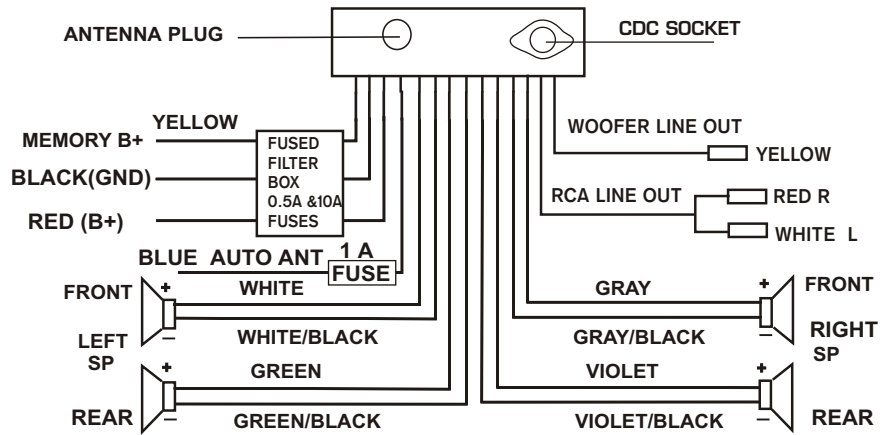 ANTENNA PLUG
CDC SOCKET
MEMORY B+
YELLOW
BLACK(GND)
RED (B+)
FUSED
FILTER
BOX
0.5A &10A
FUSES
BLUE AUTO ANT
1 A
FUSE
WOOFER LINE OUT
YELLOW
RCA LINE OUT
RED R
WHITE L
FRONT
+
WHITE
–
WHITE/BLACK
LEFT
SP
+
GREEN
REAR
–
GREEN/BLACK
GRAY
+
FRONT
GRAY/BLACK
–
RIGHT
SP
VIOLET
+
VIOLET/BLACK
–
REAR